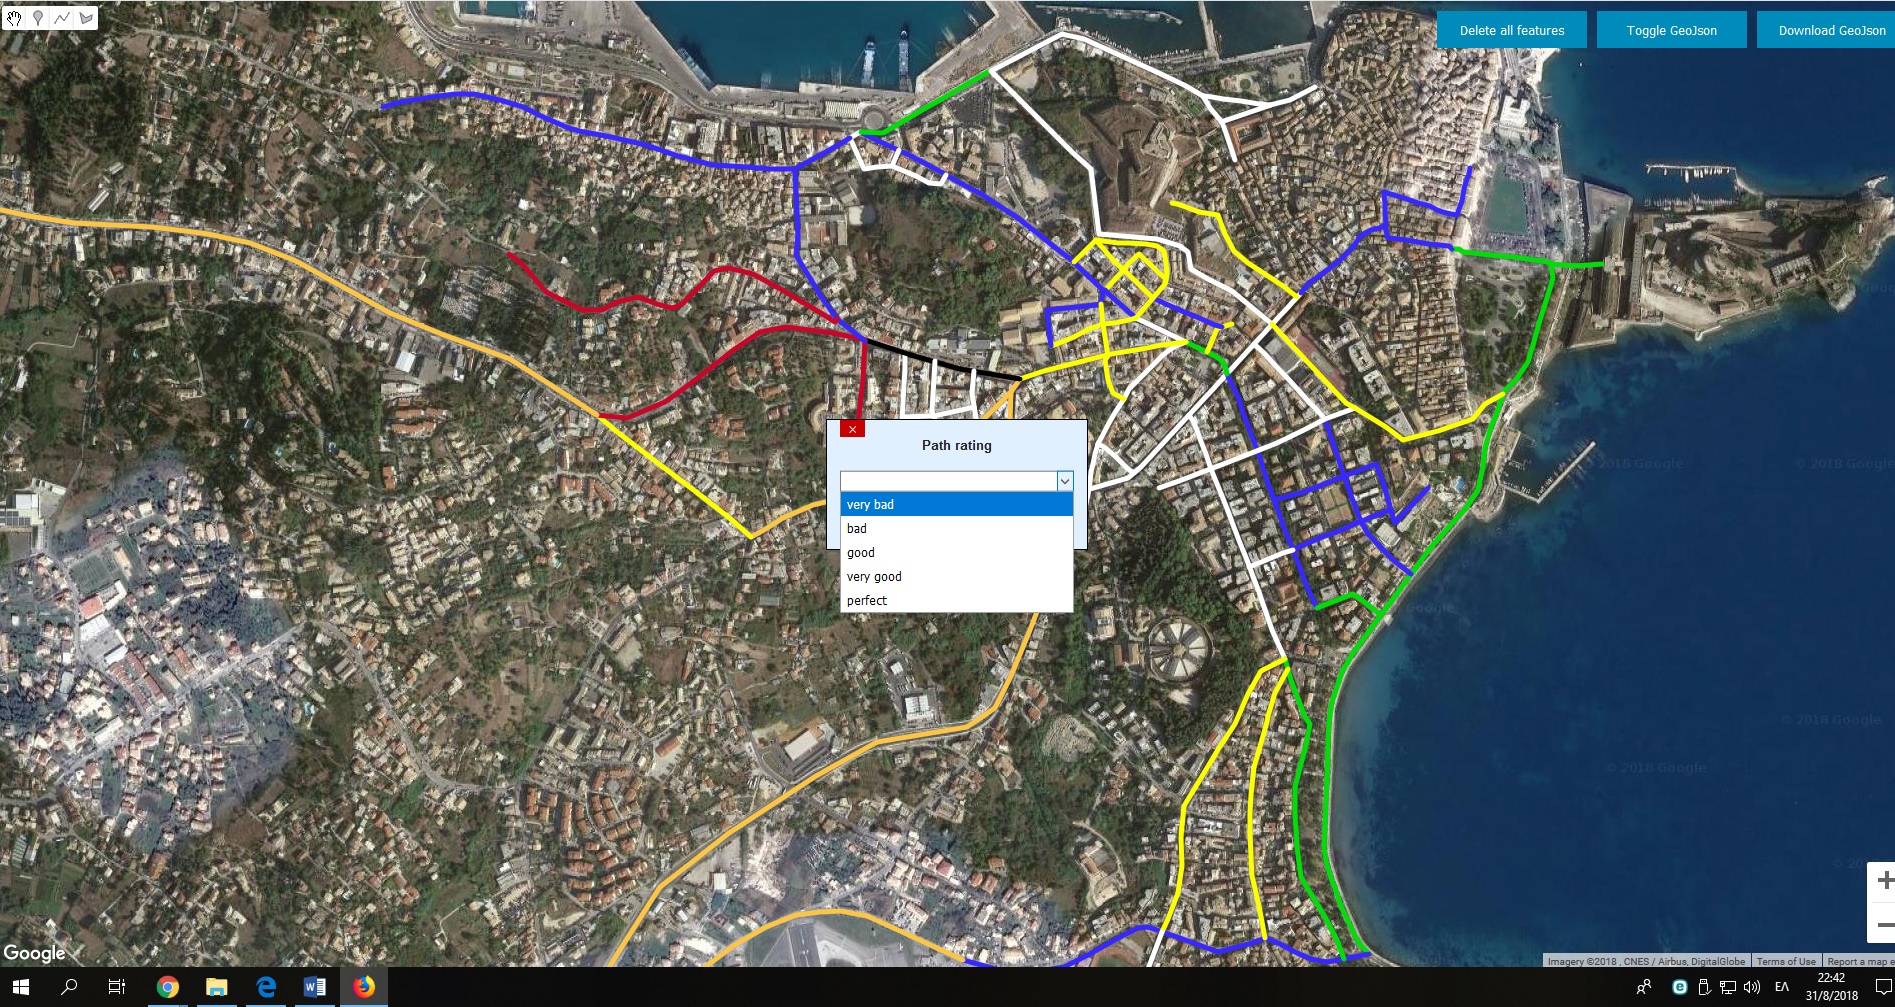 Delete all features
Toggle GeoJson
Download GeoJson
Path rating
very bad
bad
good
very good
perfect
© 2018 Google
© 2018 Google
© 2018 Google
Google
Imagery ©2018 , CNES / Airbus, DigitalGlobe
Terms of Use
Report a map e
ΕΛ
22:42
31/8/2018